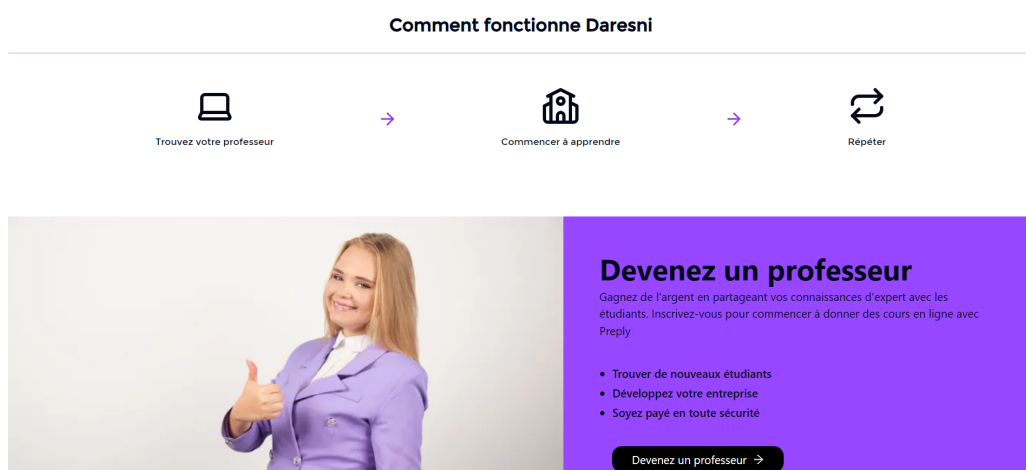 Comment fonctionne Daresni
Trouvez votre professeur
Commencer à apprendre
Répéter
Devenez un professeur
Gagnez de l'argent en partageant vos connaissances d'expert avec les
étudiants. Inscrivez-vous pour commencer à donner des cours en ligne avec
Preply
Trouver de nouveaux étudiants
Développez votre entreprise
Soyez payé en toute sécurité
Devenez un professeur →